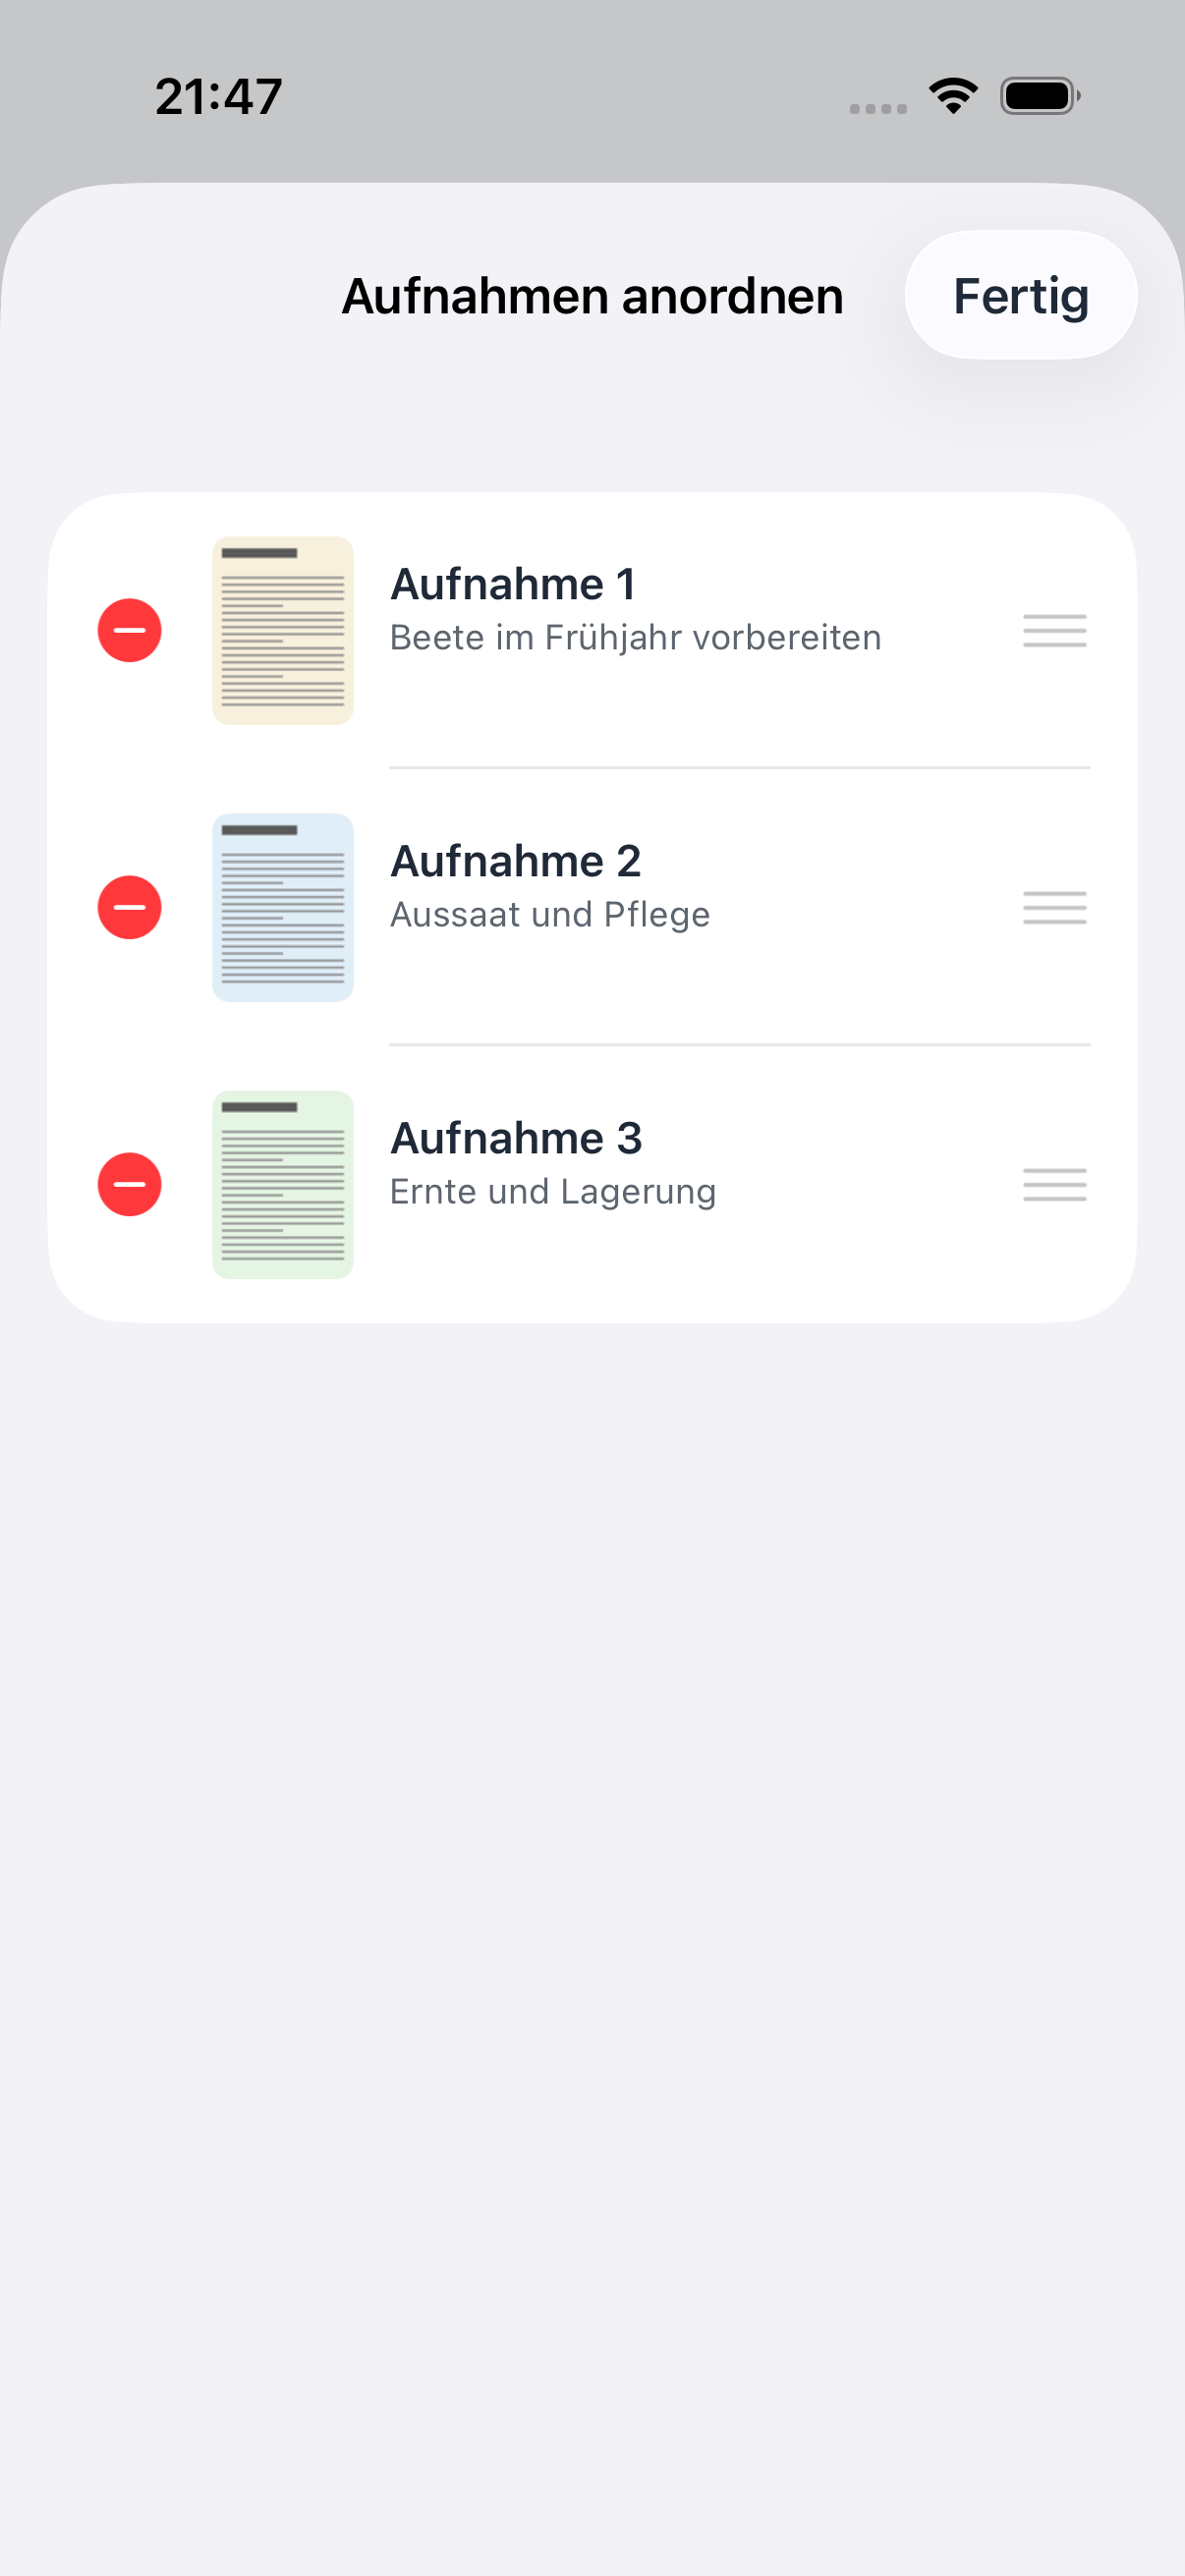 21:47
Aufnahmen anordnen
Fertig
Aufnahme 1
Beete im Frühjahr vorbereiten
Aufnahme 2
Aussaat und Pflege
Aufnahme 3
Ernte und Lagerung